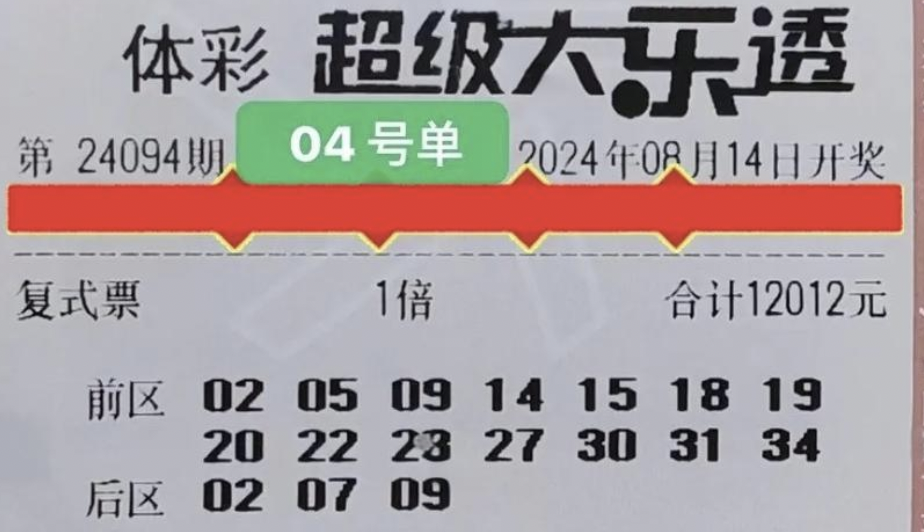 体彩 超级大乐透
04 号单
第 24094期 2024年08月14日开奖
复式票 1倍 合计12012元
前区 02 05 09 14 15 18 19
20 22 23 27 30 31 34
后区 02 07 09